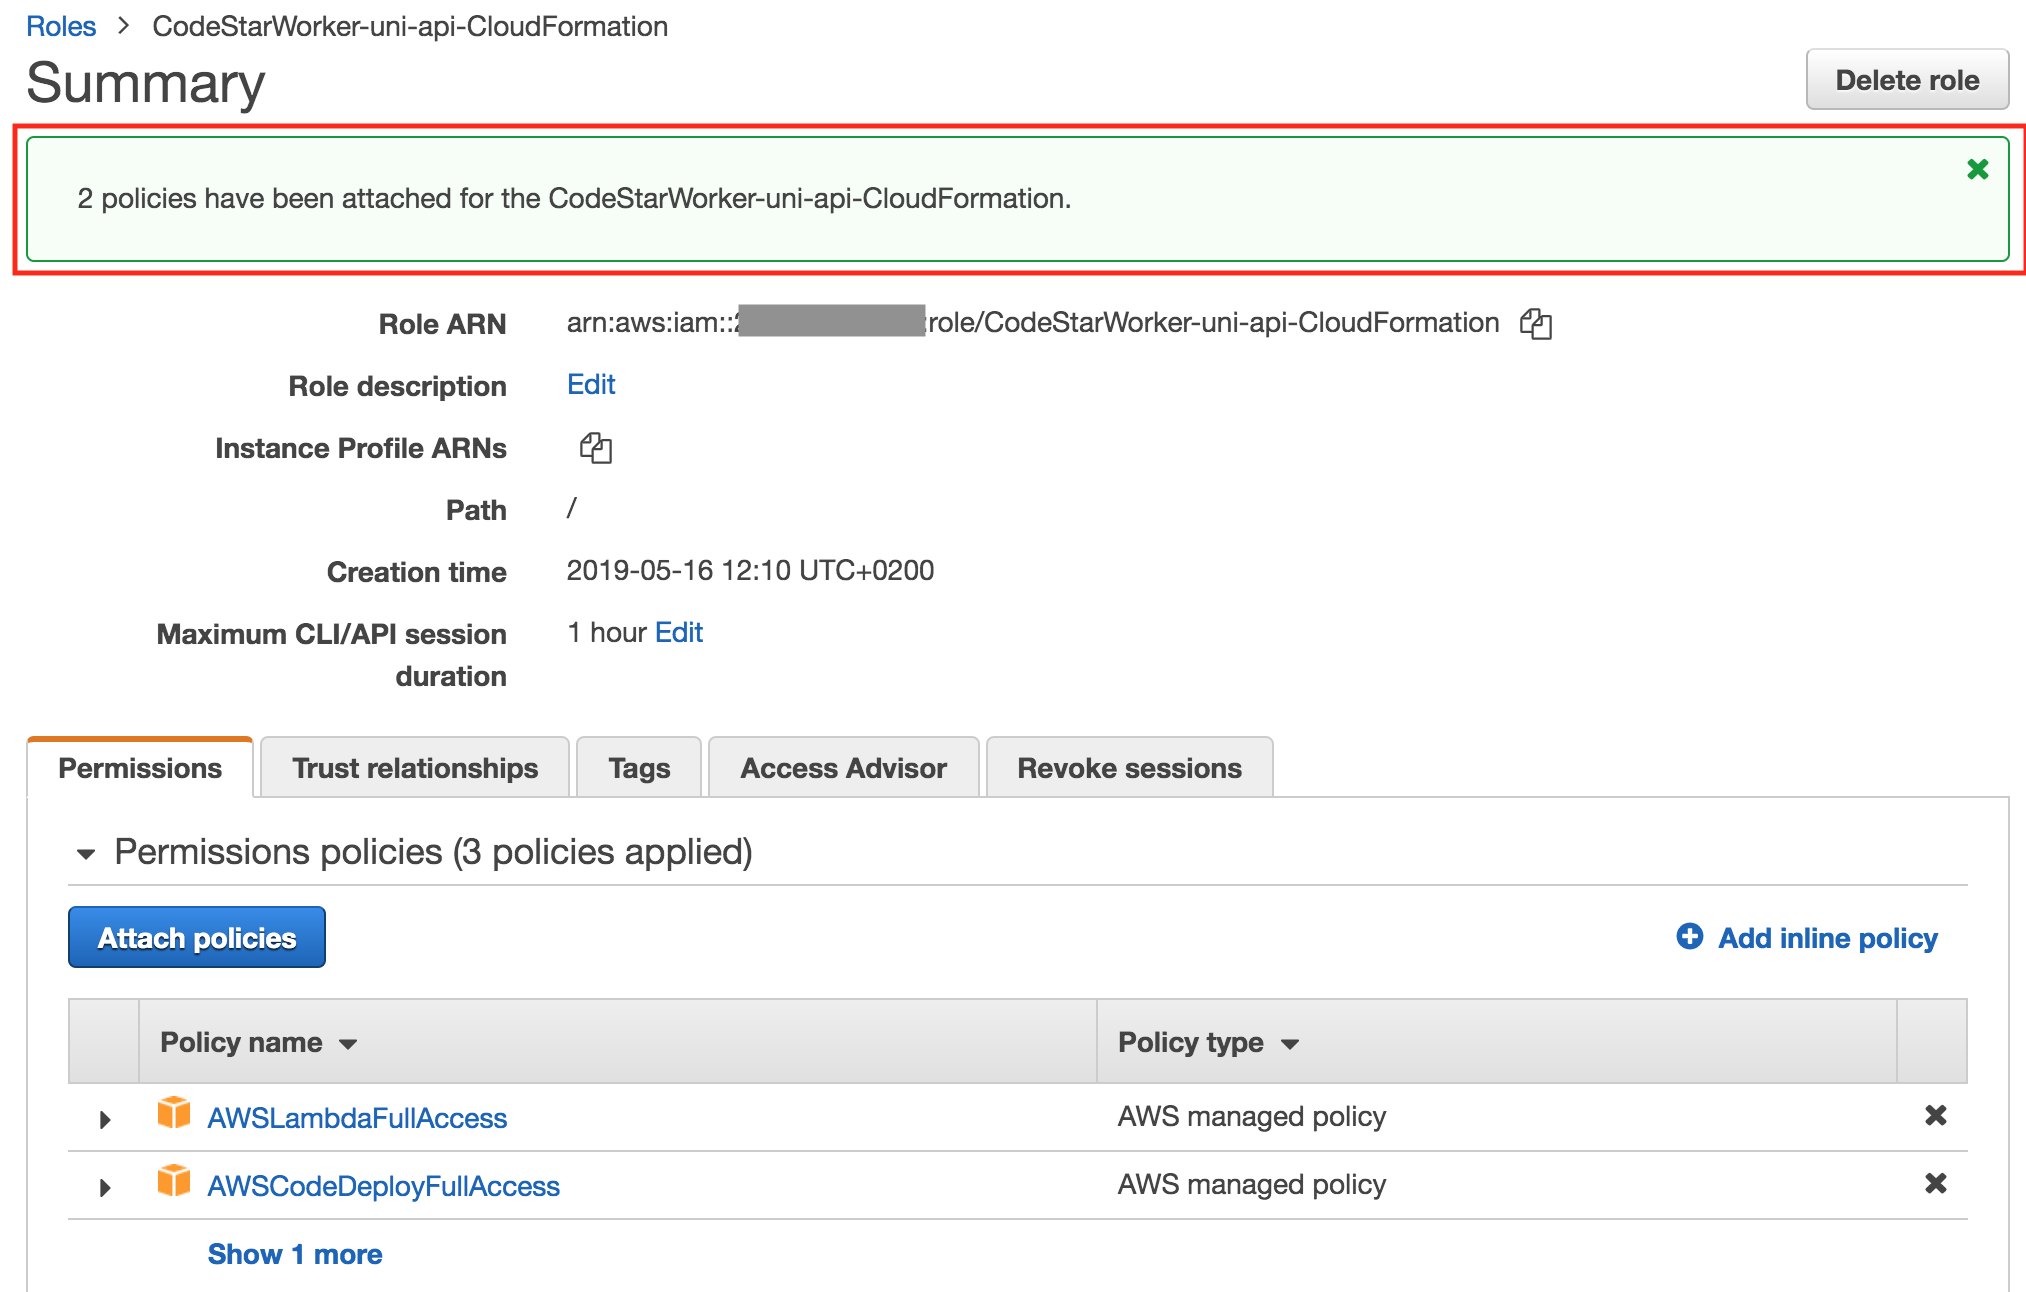 Roles > CodeStarWorker-uni-api-CloudFormation
Summary
Delete role
2 policies have been attached for the CodeStarWorker-uni-api-CloudFormation.
Role ARN arn:aws:iam:: :role/CodeStarWorker-uni-api-CloudFormation
Role description Edit
Instance Profile ARNs
Path /
Creation time 2019-05-16 12:10 UTC+0200
Maximum CLI/API session 1 hour Edit
duration
Permissions Trust relationships Tags Access Advisor Revoke sessions
Permissions policies (3 policies applied)
Attach policies Add inline policy
Policy name Policy type
AWSLambdaFullAccess AWS managed policy
AWSCodeDeployFullAccess AWS managed policy
Show 1 more